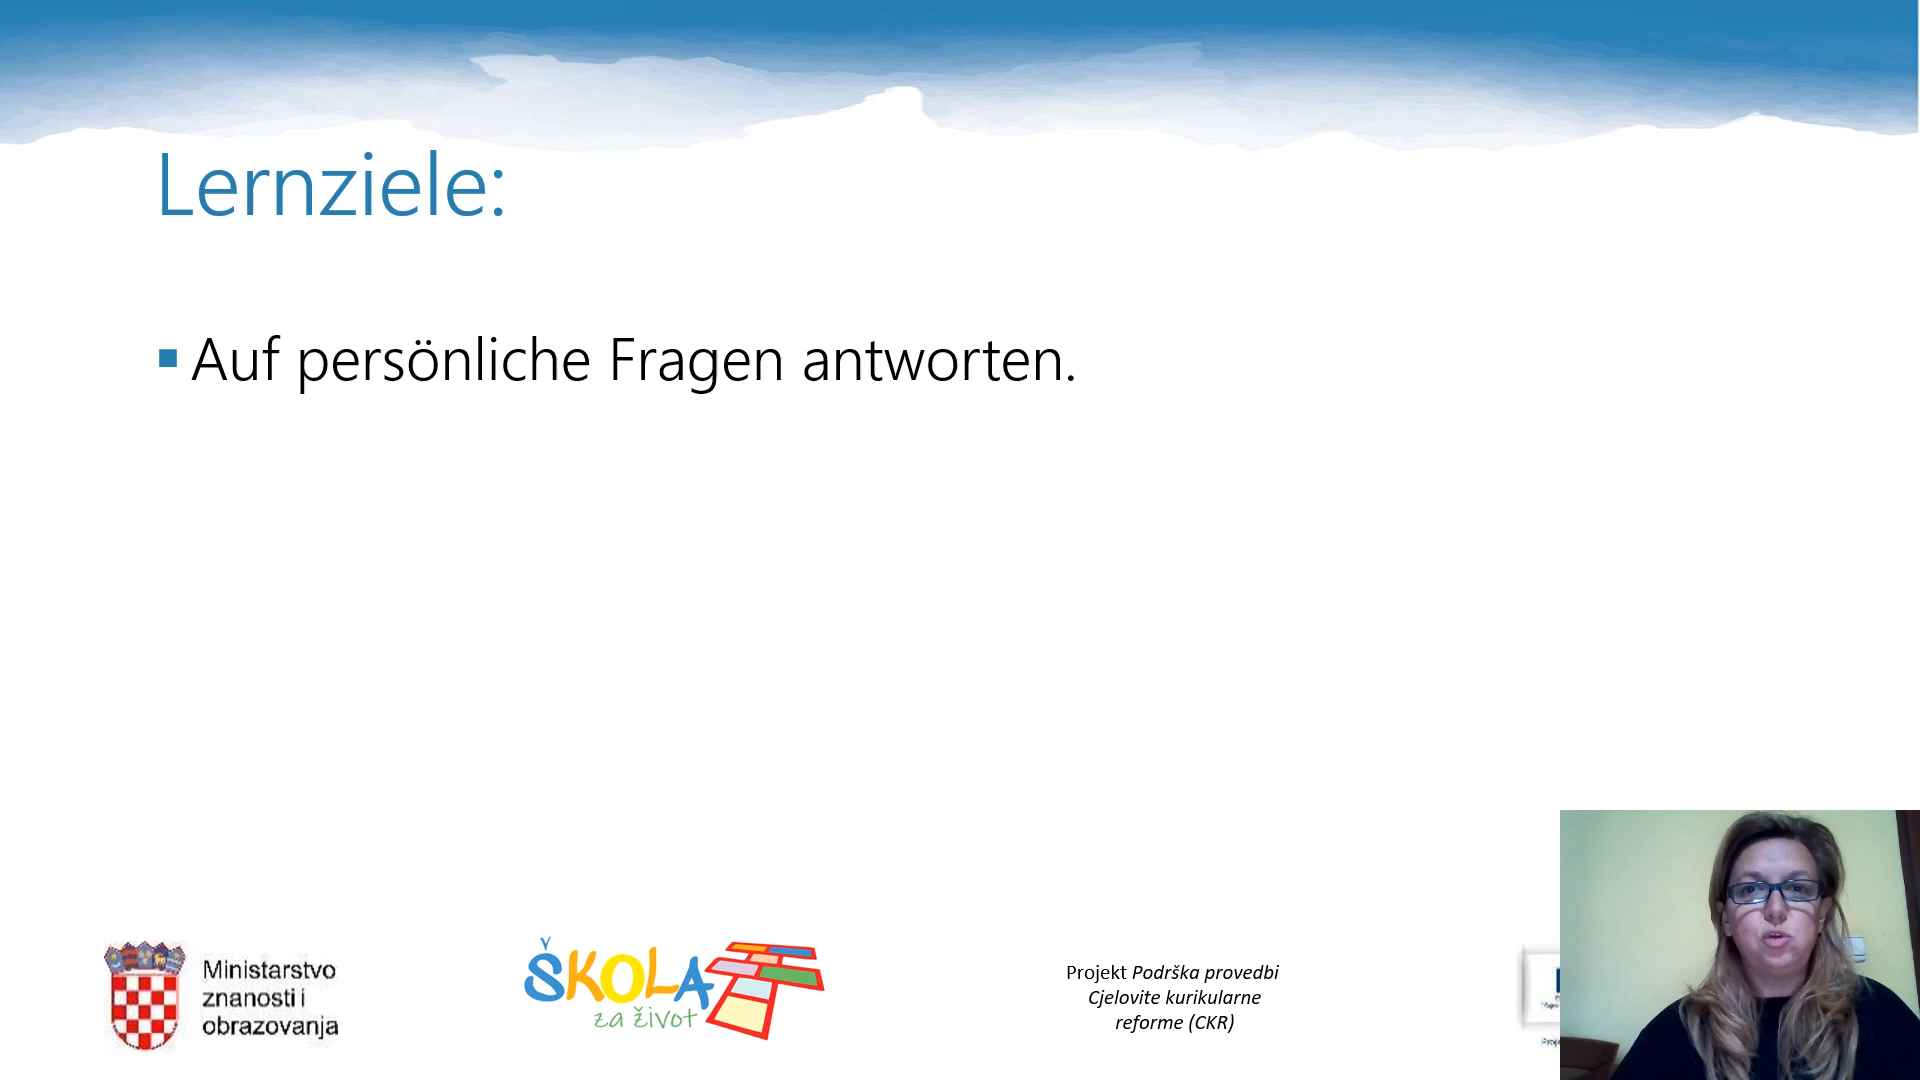 Lernziele:
Auf persönliche Fragen antworten.
Ministarstvo
znanosti i
obrazovanja
ŠKOLA
za život
Projekt Podrška provedbi
Cjelovite kurikularne
reforme (CKR)